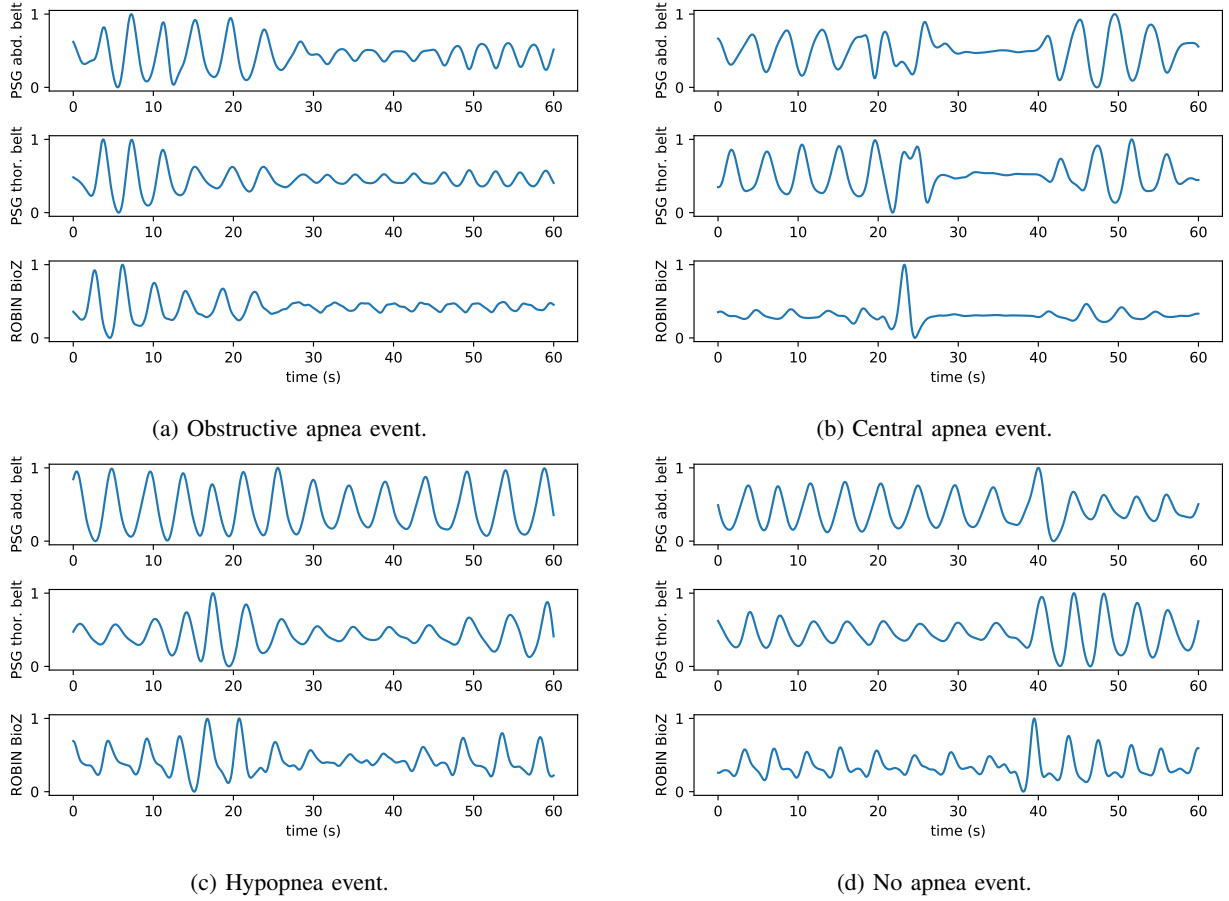 PSG abd. belt
1
0
0 10 20 30 40 50 60
PSG thor. belt
1
0
0 10 20 30 40 50 60
ROBIN BioZ
1
0
0 10 20 30 40 50 60
time (s)
(a) Obstructive apnea event.
PSG abd. belt
1
0
0 10 20 30 40 50 60
PSG thor. belt
1
0
0 10 20 30 40 50 60
ROBIN BioZ
1
0
0 10 20 30 40 50 60
time (s)
(b) Central apnea event.
PSG abd. belt
1
0
0 10 20 30 40 50 60
PSG thor. belt
1
0
0 10 20 30 40 50 60
ROBIN BioZ
1
0
0 10 20 30 40 50 60
time (s)
(c) Hypopnea event.
PSG abd. belt
1
0
0 10 20 30 40 50 60
PSG thor. belt
1
0
0 10 20 30 40 50 60
ROBIN BioZ
1
0
0 10 20 30 40 50 60
time (s)
(d) No apnea event.